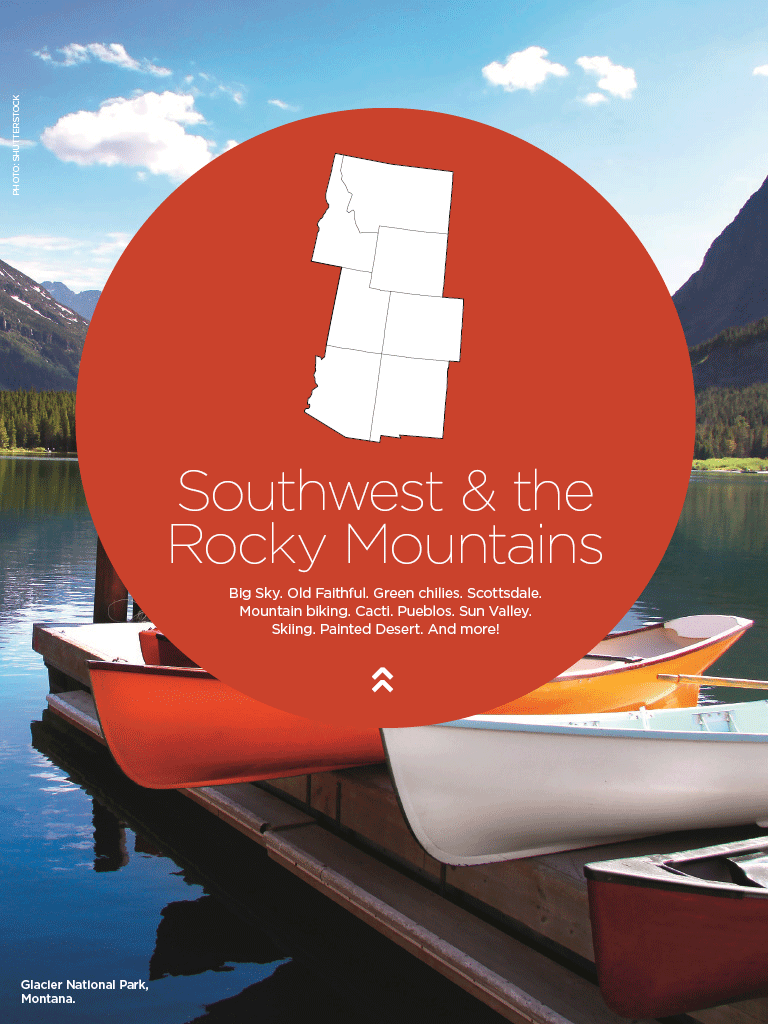 PHOTO: SHUTTERSTOCK
Southwest & the
Rocky Mountains
Big Sky. Old Faithful. Green chilies. Scottsdale.
Mountain biking. Cacti. Pueblos. Sun Valley.
Skiing. Painted Desert. And more!
Glacier National Park,
Montana.